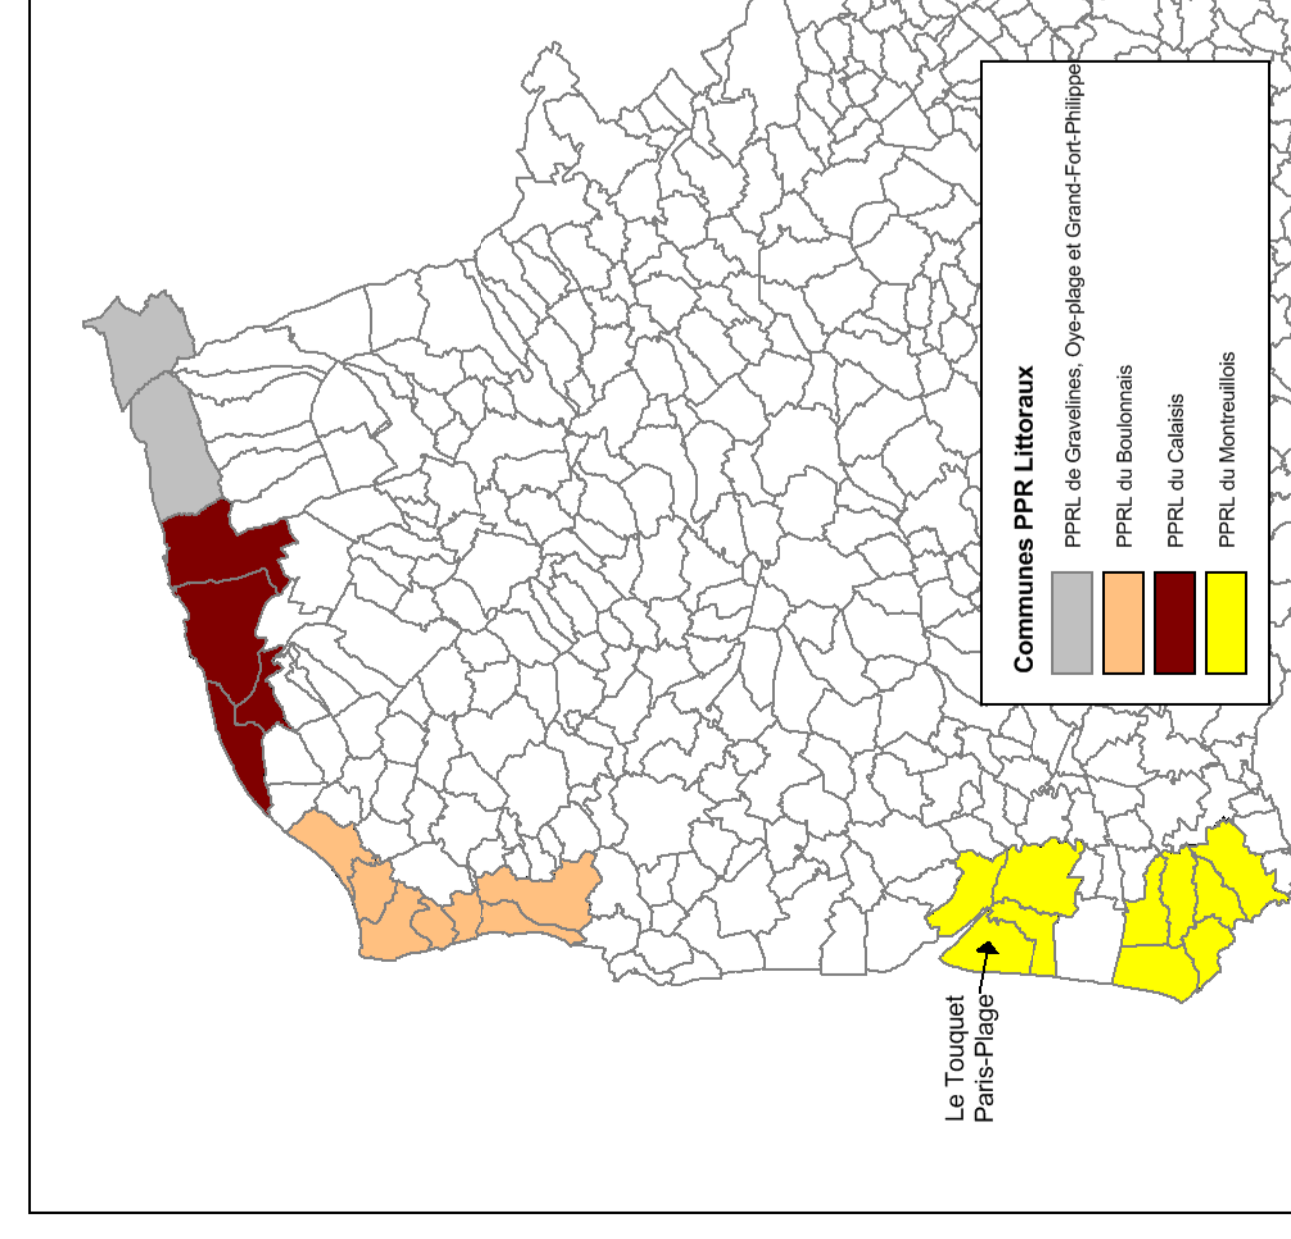 Le Touquet
Paris-Plage
Communes PPR Littoraux
PPRL de Gravelines, Oye-plage et Grand-Fort-Philippe
PPRL du Boulonnais
PPRL du Calaisis
PPRL du Montreuillois